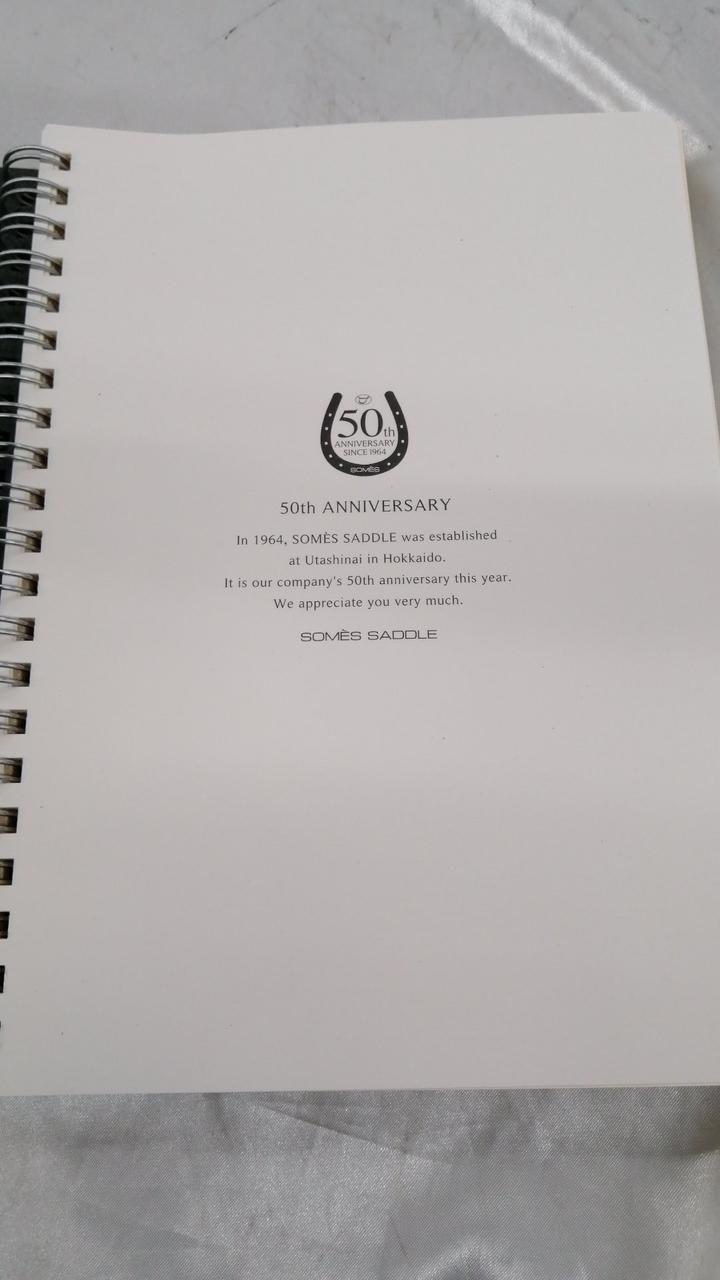 50th
ANNIVERSARY
SINCE 1964
SOMÈS
50th ANNIVERSARY
In 1964, SOMÈS SADDLE was established
at Utashinai in Hokkaido.
It is our company's 50th anniversary this year.
We appreciate you very much.
SOMÈS SADDLE